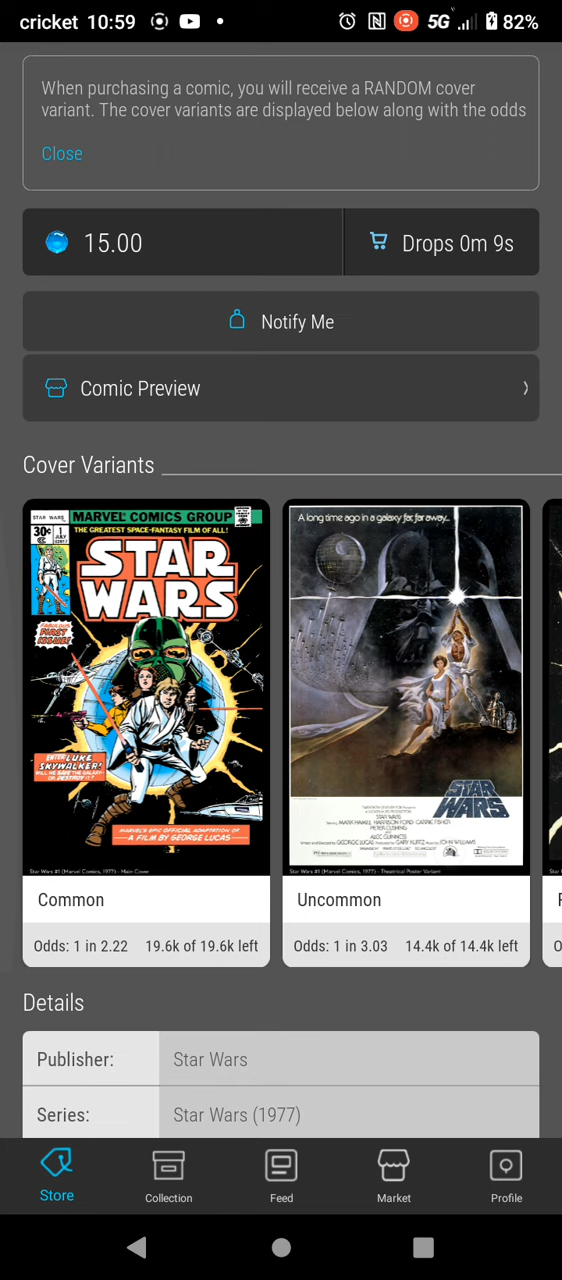 cricket 10:59 5G 82%
When purchasing a comic, you will receive a RANDOM cover
variant. The cover variants are displayed below along with the odds
Close
15.00 Drops 0m 9s
Notify Me
Comic Preview
Cover Variants
STAR WARS MARVEL COMICS GROUP
30¢ 1 JULY THE GREATEST SPACE-FANTASY FILM OF ALL!
STAR
WARS
FABULOUS
FIRST
ISSUE!
ENTER: LUKE
SKYWALKER!
WILL HE SAVE THE GALAXY-
OR DESTROY IT?
MARVEL'S EPIC OFFICIAL ADAPTATION OF
A FILM BY GEORGE LUCAS
Star Wars #1 (Marvel Comics, 1977) - Main Cover
Common
Odds: 1 in 2.22 19.6k of 19.6k left
A long time ago in a galaxy far, far away...
STAR
WARS
TWENTIETH CENTURY-FOX
STAR WARS
MARK HAMILL HARRISON FORD CARRIE FISHER
PETER CUSHING
ALEC GUINNESS
GEORGE LUCAS GARY KURTZ JOHN WILLIAMS
Star Wars #1 (Marvel Comics, 1977) - Theatrical Poster Variant
Uncommon
Odds: 1 in 3.03 14.4k of 14.4k left
Details
Publisher: Star Wars
Series: Star Wars (1977)
Store Collection Feed Market Profile